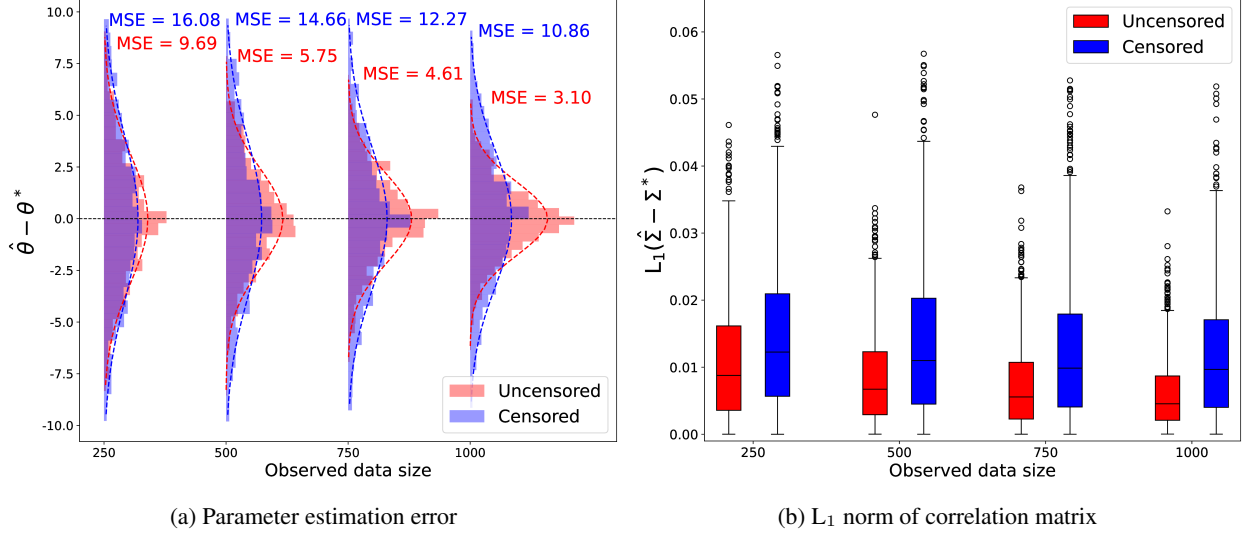 10.0
7.5
5.0
2.5
0.0
-2.5
-5.0
-7.5
-10.0
θ̂ − θ*
MSE = 16.08
MSE = 9.69
MSE = 14.66
MSE = 5.75
MSE = 12.27
MSE = 4.61
MSE = 10.86
MSE = 3.10
Uncensored
Censored
250
500
750
1000
Observed data size
(a) Parameter estimation error
0.06
0.05
0.04
0.03
0.02
0.01
0.00
L₁(Σ̂ − Σ*)
Uncensored
Censored
250
500
750
1000
Observed data size
(b) L₁ norm of correlation matrix